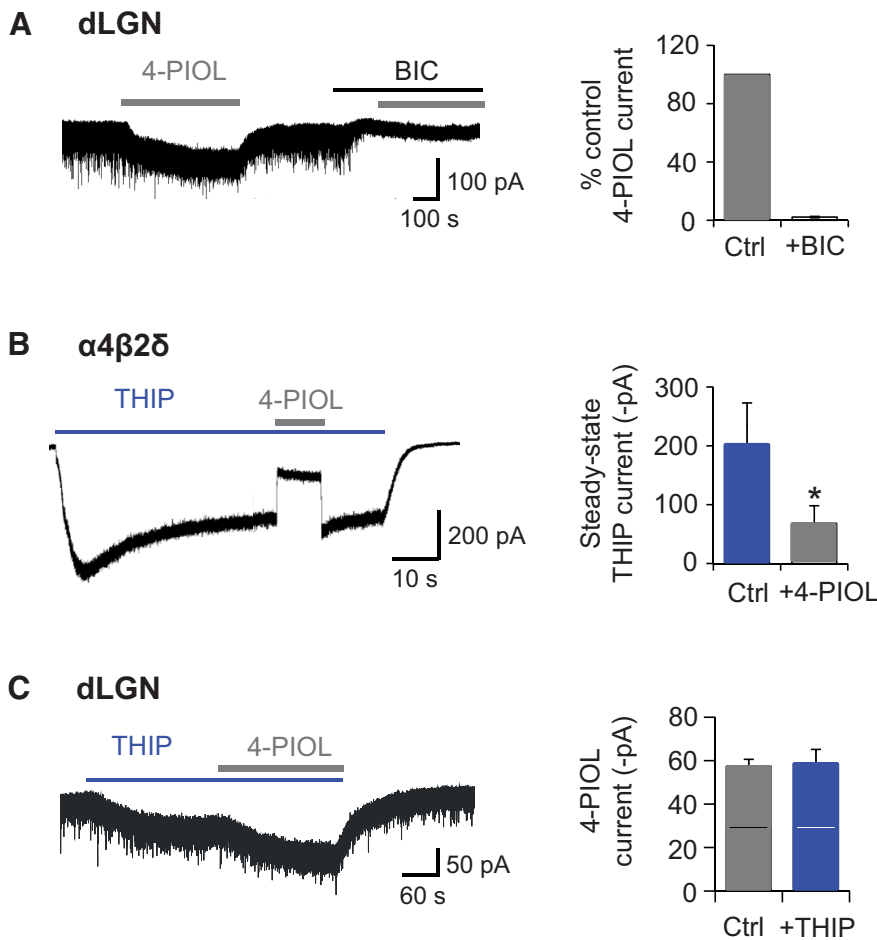 A dLGN
4-PIOL BIC
100 pA
100 s
% control
4-PIOL current
120
80
40
0
Ctrl +BIC
B α4β2δ
THIP 4-PIOL
200 pA
10 s
Steady-state
THIP current (-pA)
300
200
100
0
*
Ctrl +4-PIOL
C dLGN
THIP 4-PIOL
50 pA
60 s
4-PIOL
current (-pA)
80
60
40
20
0
Ctrl +THIP